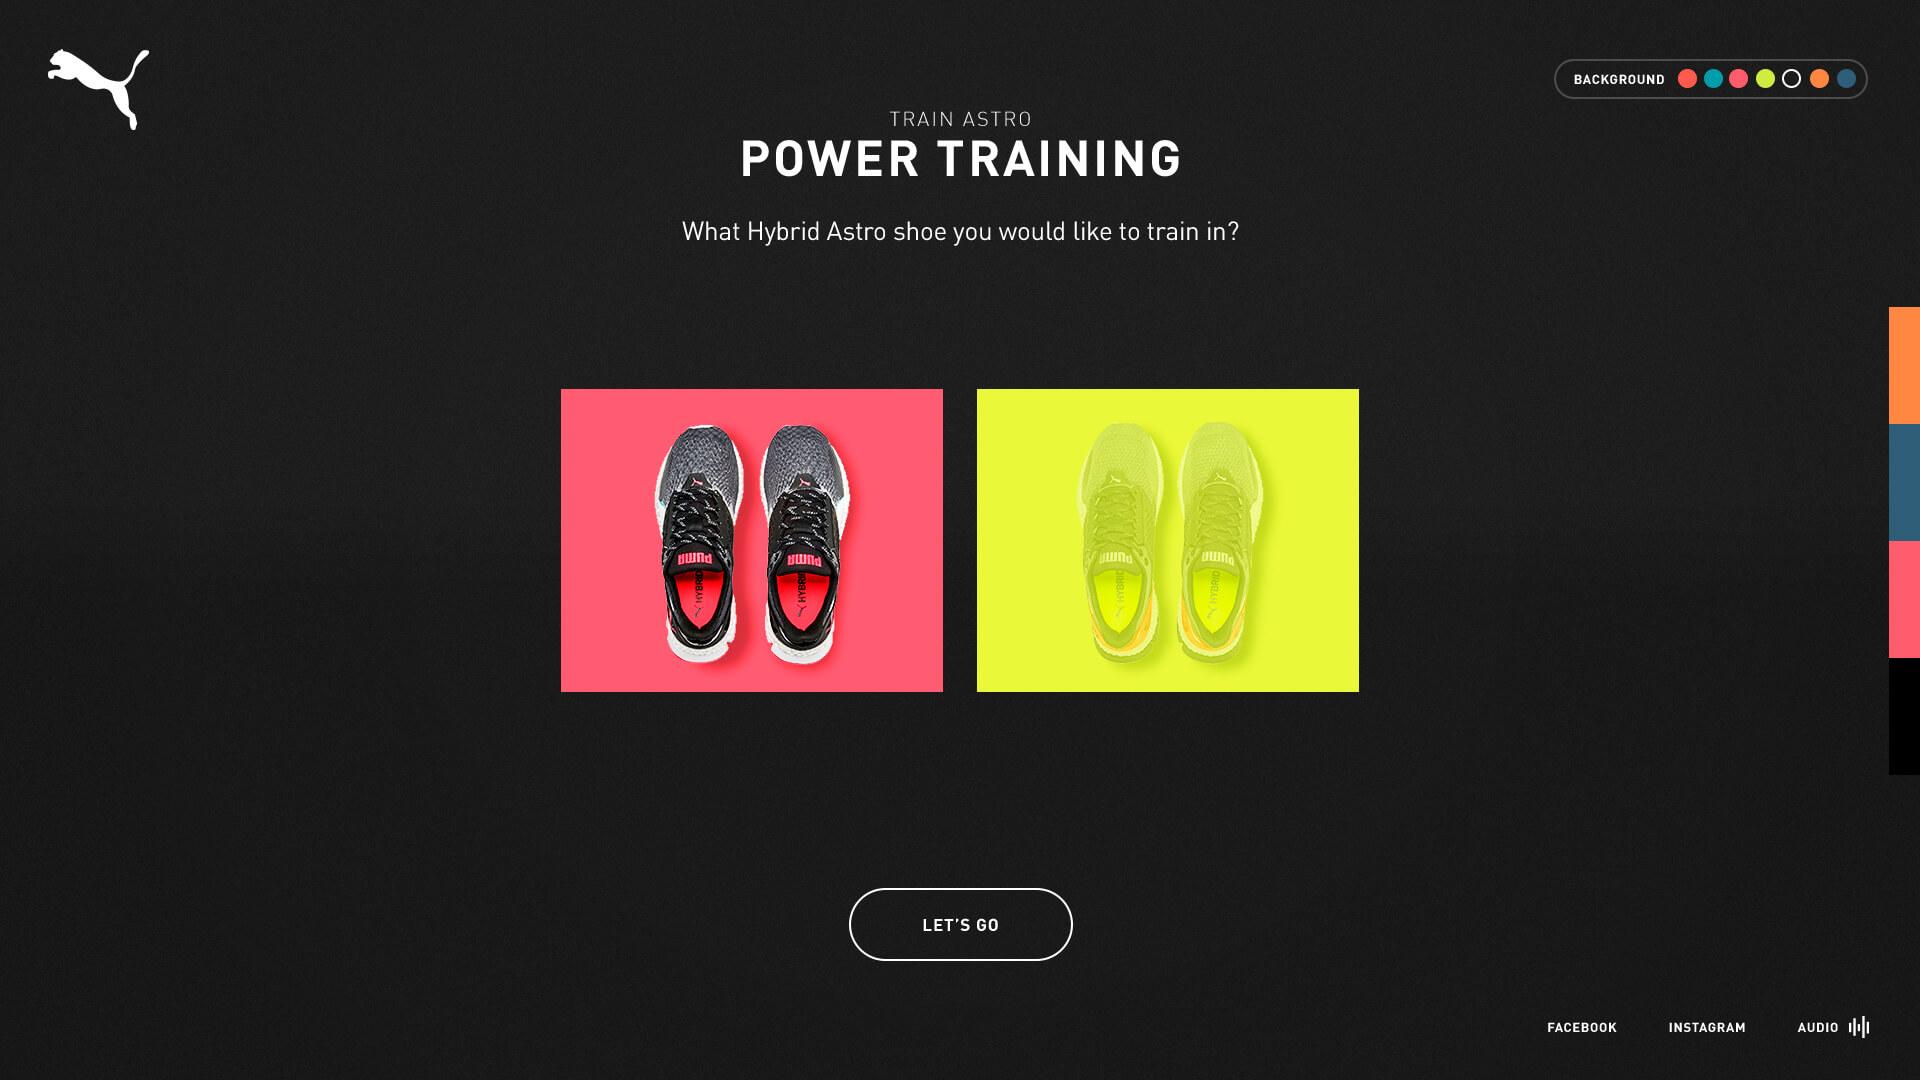 BACKGROUND
TRAIN ASTRO
POWER TRAINING
What Hybrid Astro shoe you would like to train in?
PUMA PUMA PUMA PUMA
HYBRID HYBRID HYBRID HYBRID
LET'S GO
FACEBOOK INSTAGRAM AUDIO